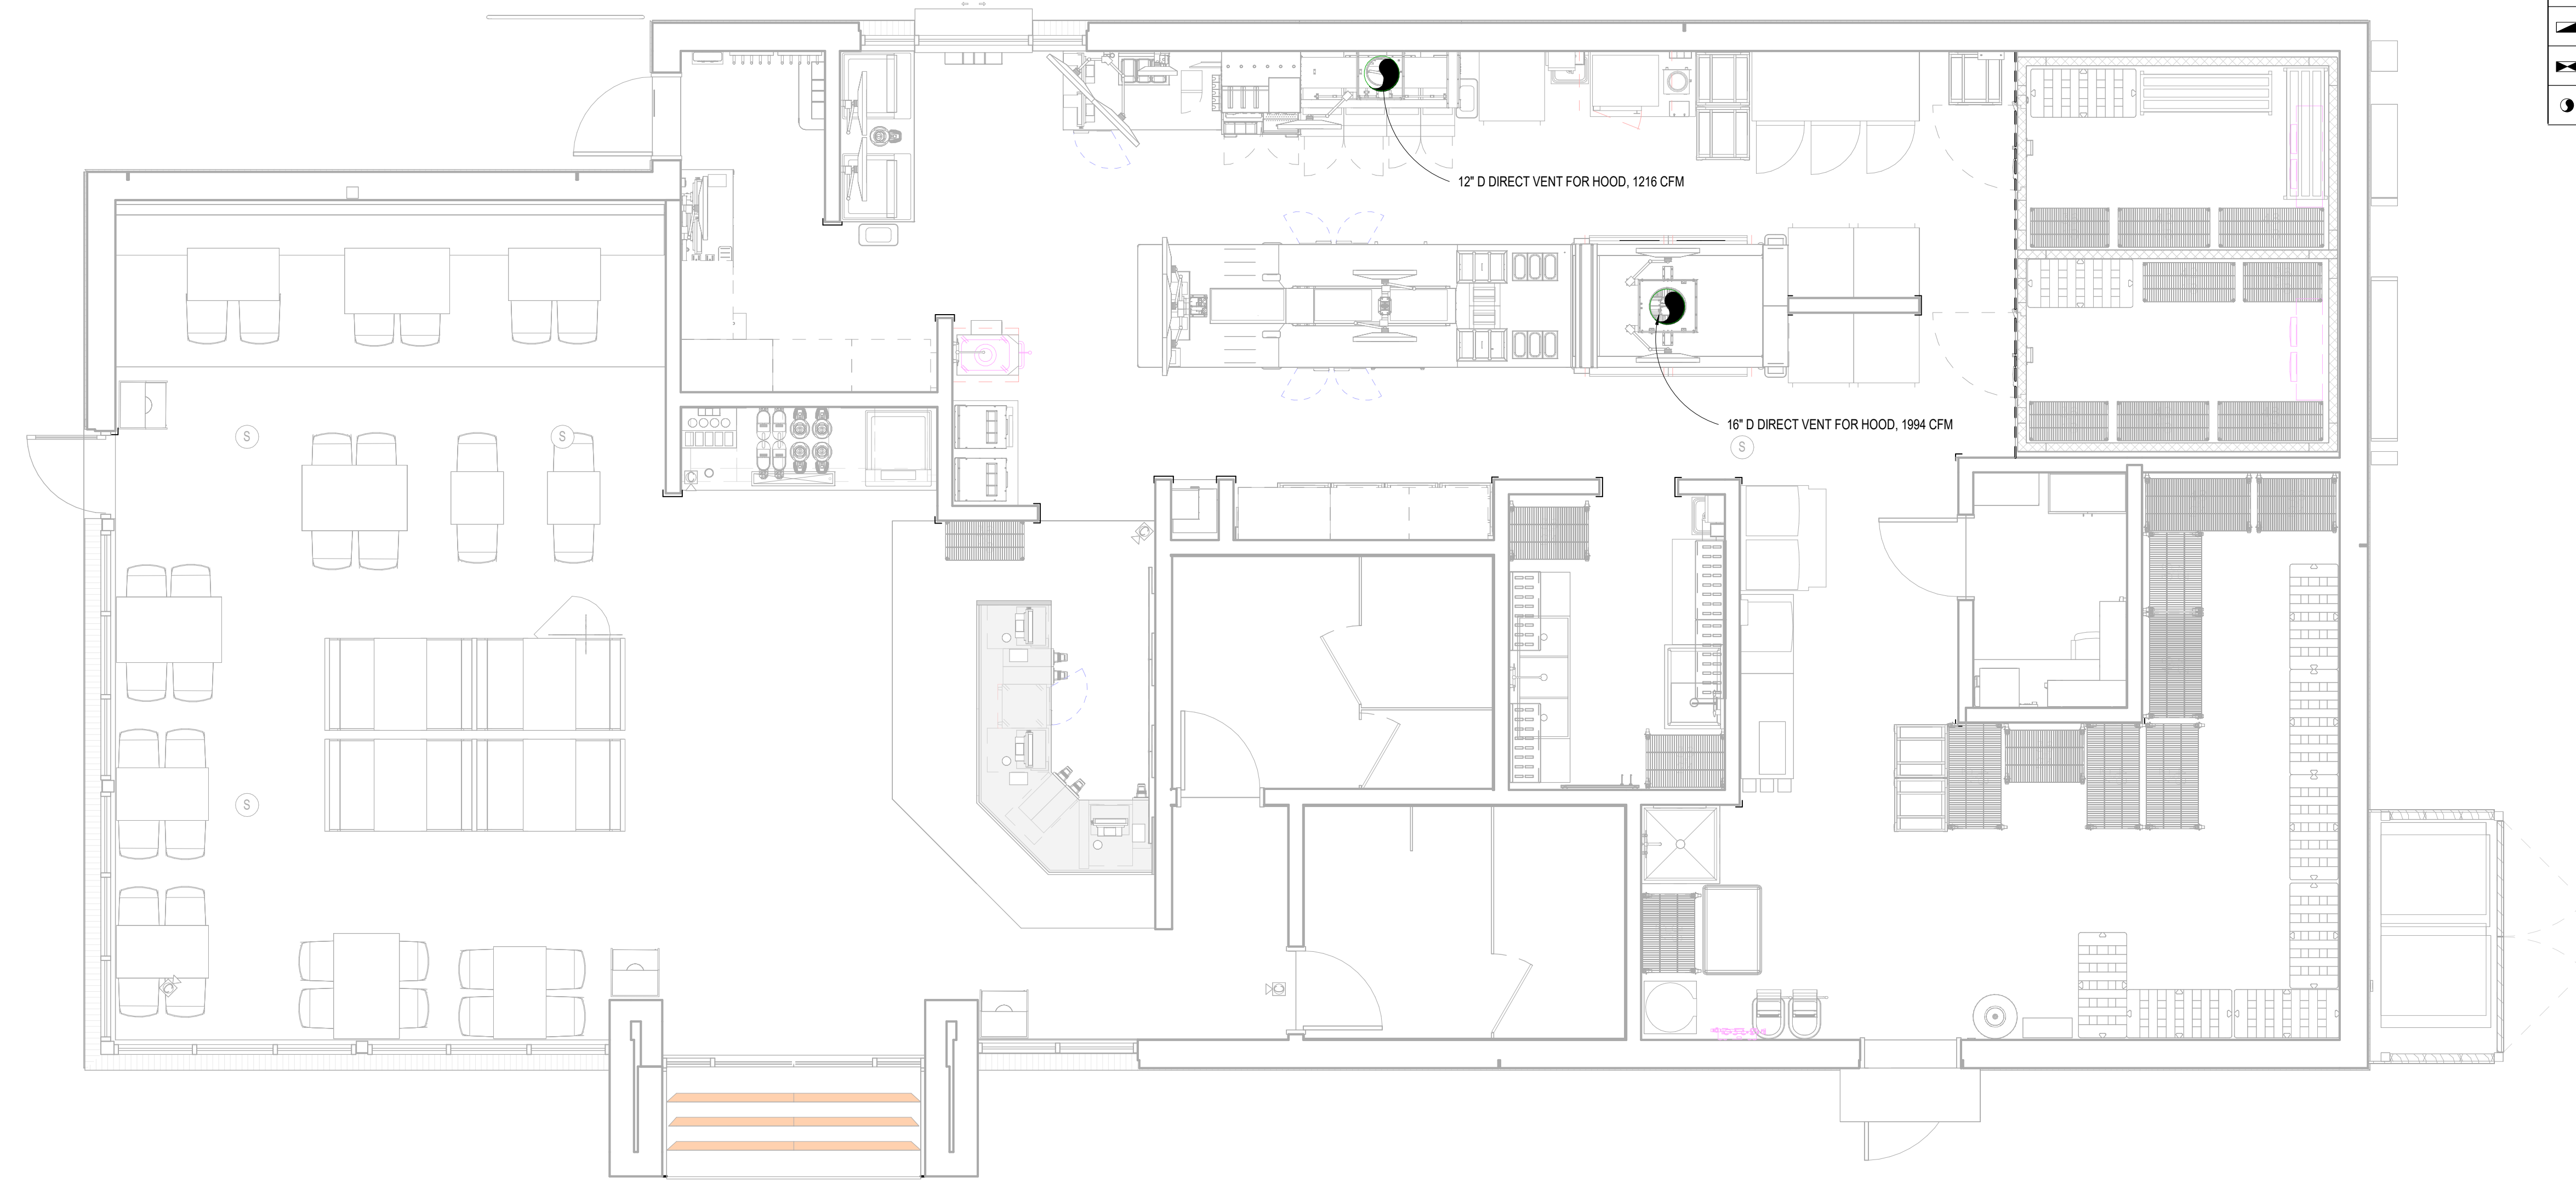 12" D DIRECT VENT FOR HOOD, 1216 CFM
16" D DIRECT VENT FOR HOOD, 1994 CFM
S
S
S
S